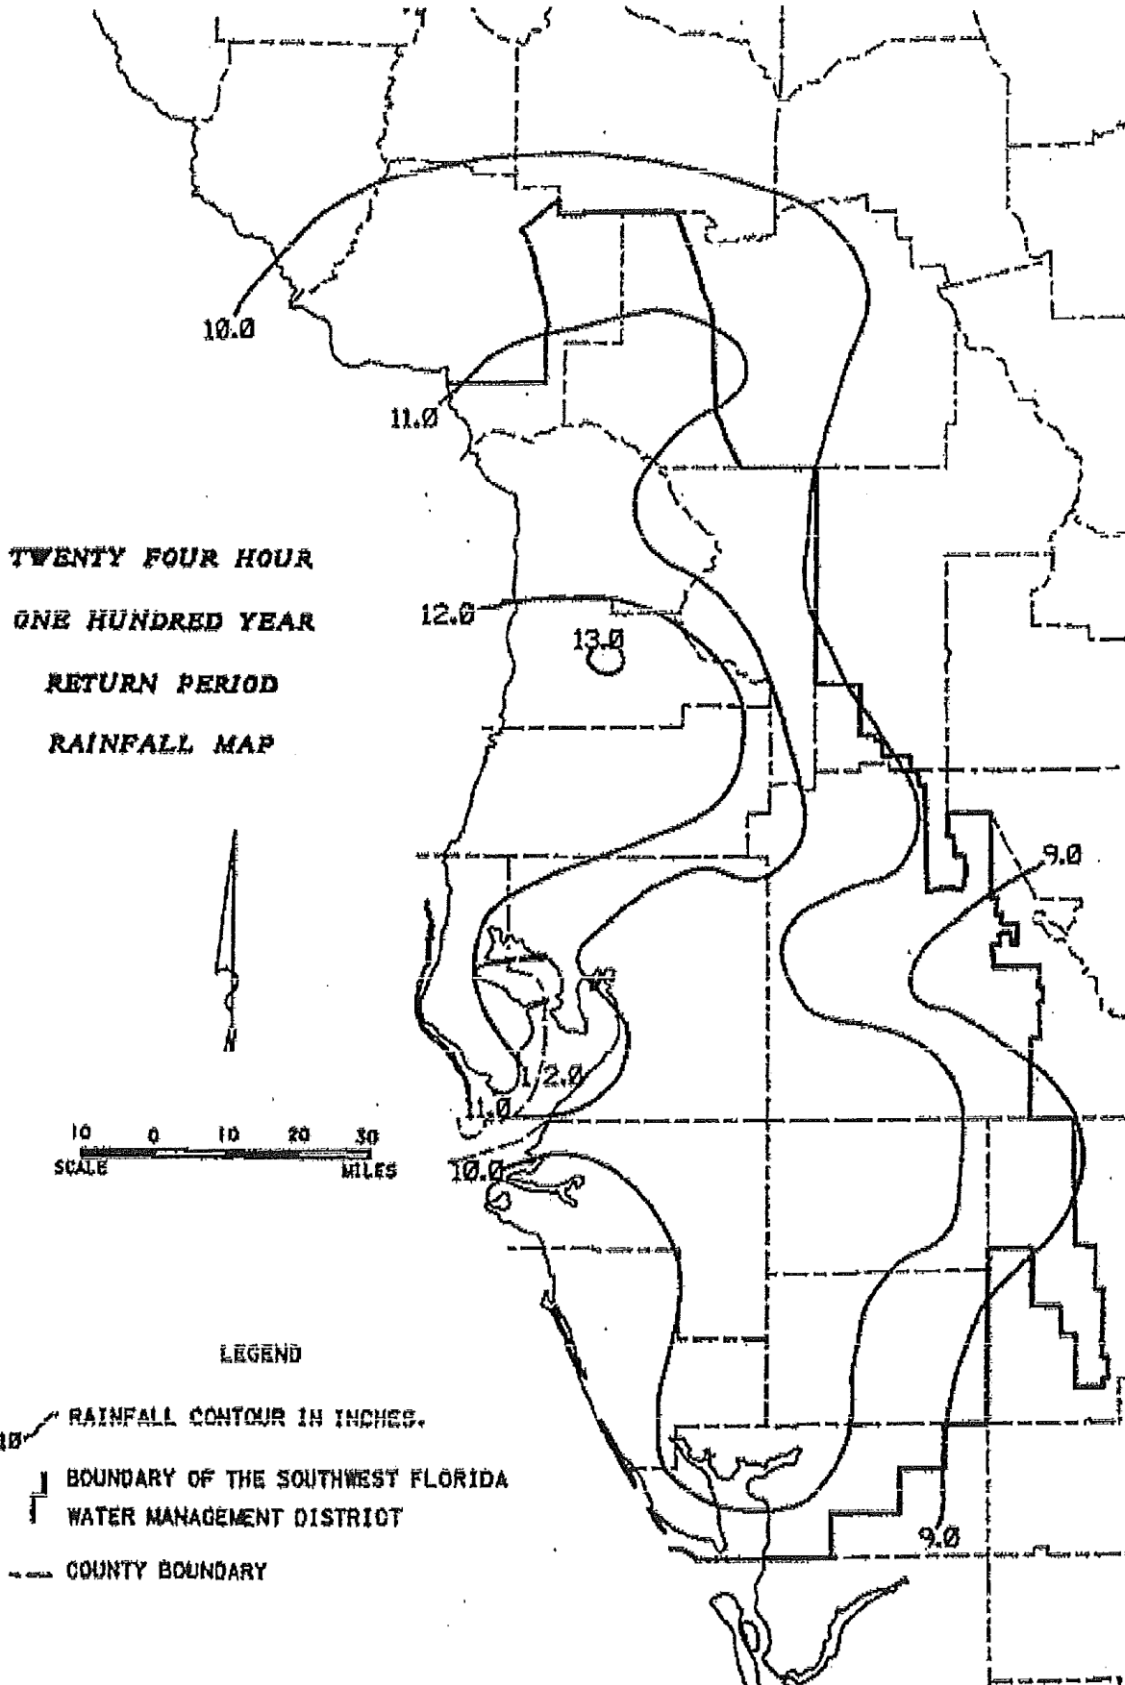 10.0
11.0
TWENTY FOUR HOUR
ONE HUNDRED YEAR
RETURN PERIOD
RAINFALL MAP
12.0
13.0
9.0
N
12.0
11.0
10 0 10 20 30
SCALE MILES
10.0
LEGEND
10 RAINFALL CONTOUR IN INCHES.
BOUNDARY OF THE SOUTHWEST FLORIDA
WATER MANAGEMENT DISTRICT
COUNTY BOUNDARY
9.0